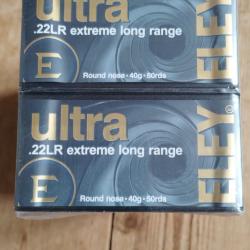 ultra
.22LR extreme long range
E
Round nose·40g·50rds
ELEY
ultra
.22LR extreme long range
E
Round nose·40g·50rds
ELEY®